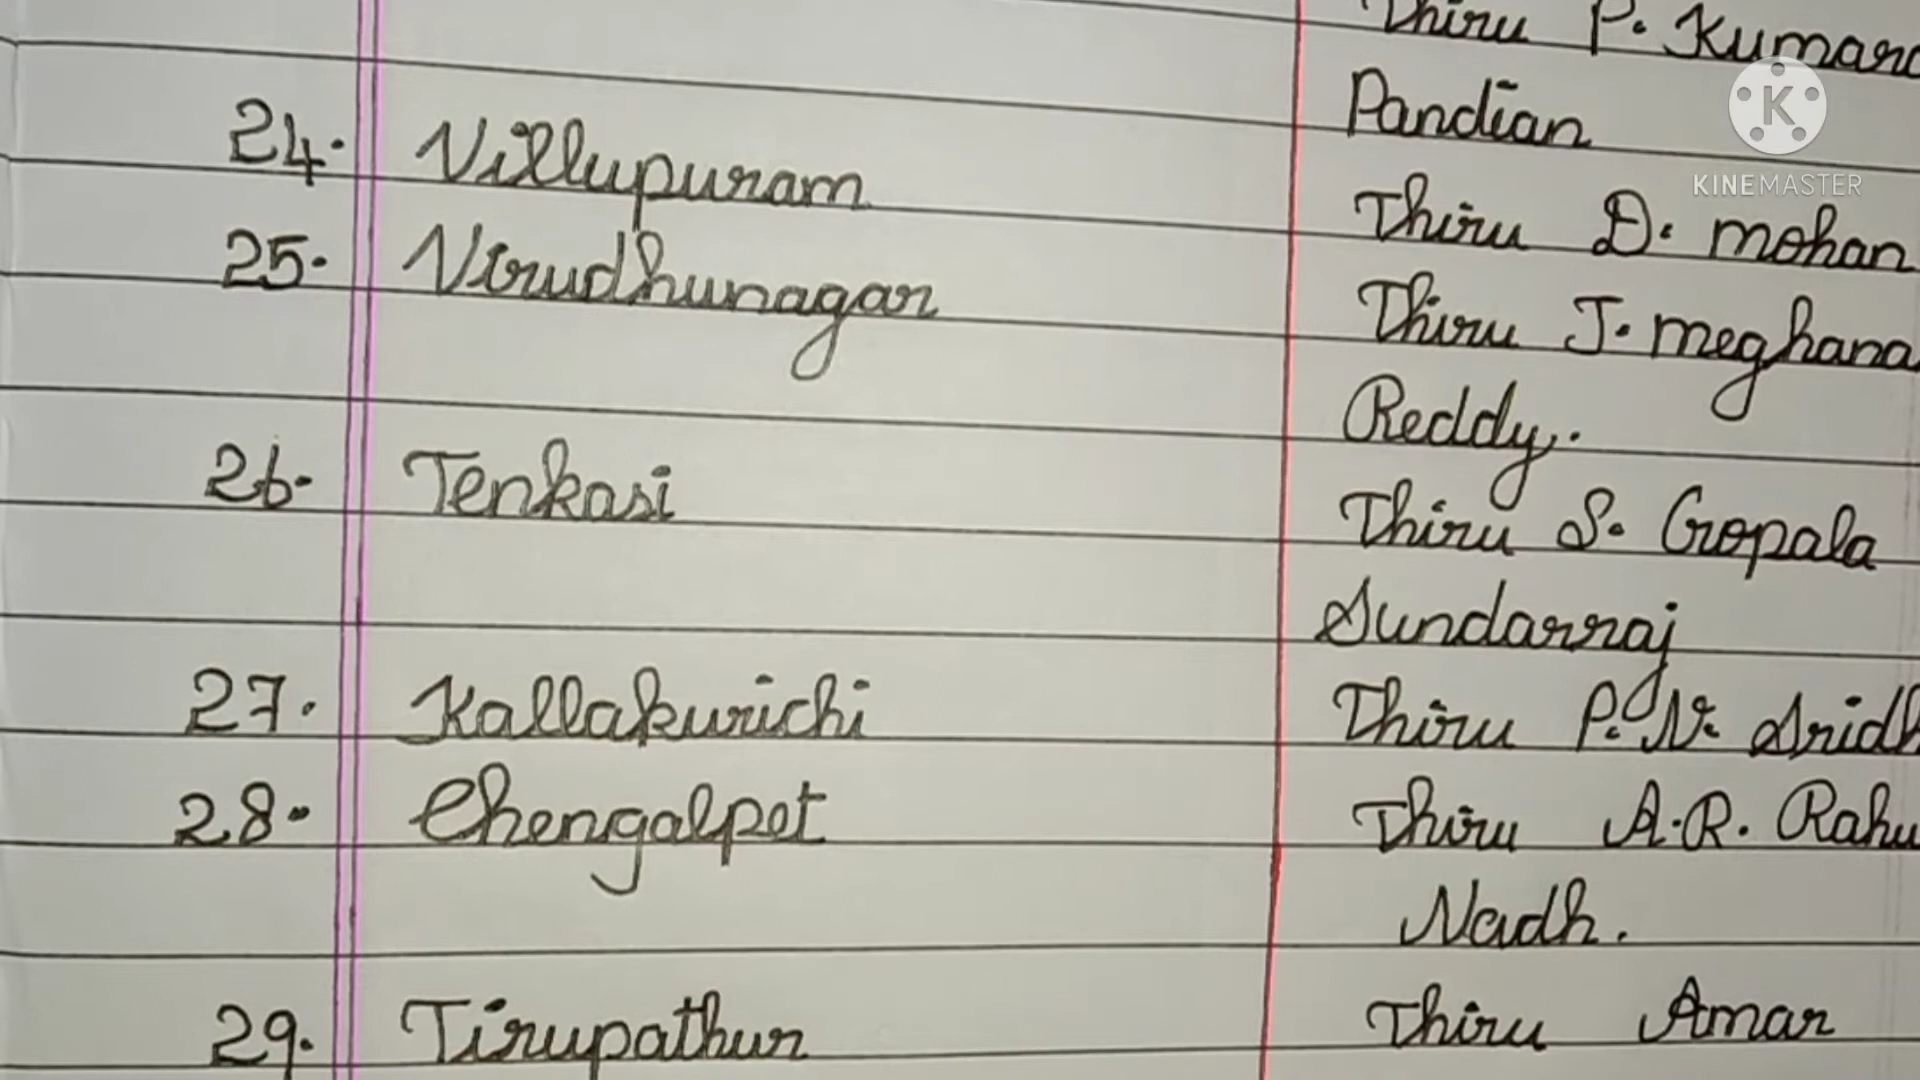 Thiru P. Kumara
Pandian
24. Villupuram
Thiru D. mohan
25. Virudhunagar
Thiru J. meghana
Reddy.
26. Tenkasi
Thiru S. Gopala
Sundarraj
27. Kallakurichi
Thiru P. N. Sridh
28. Chengalpet
Thiru A.R. Rahu
Nadh.
29. Tirupathur
Thiru Amar
KINEMASTER